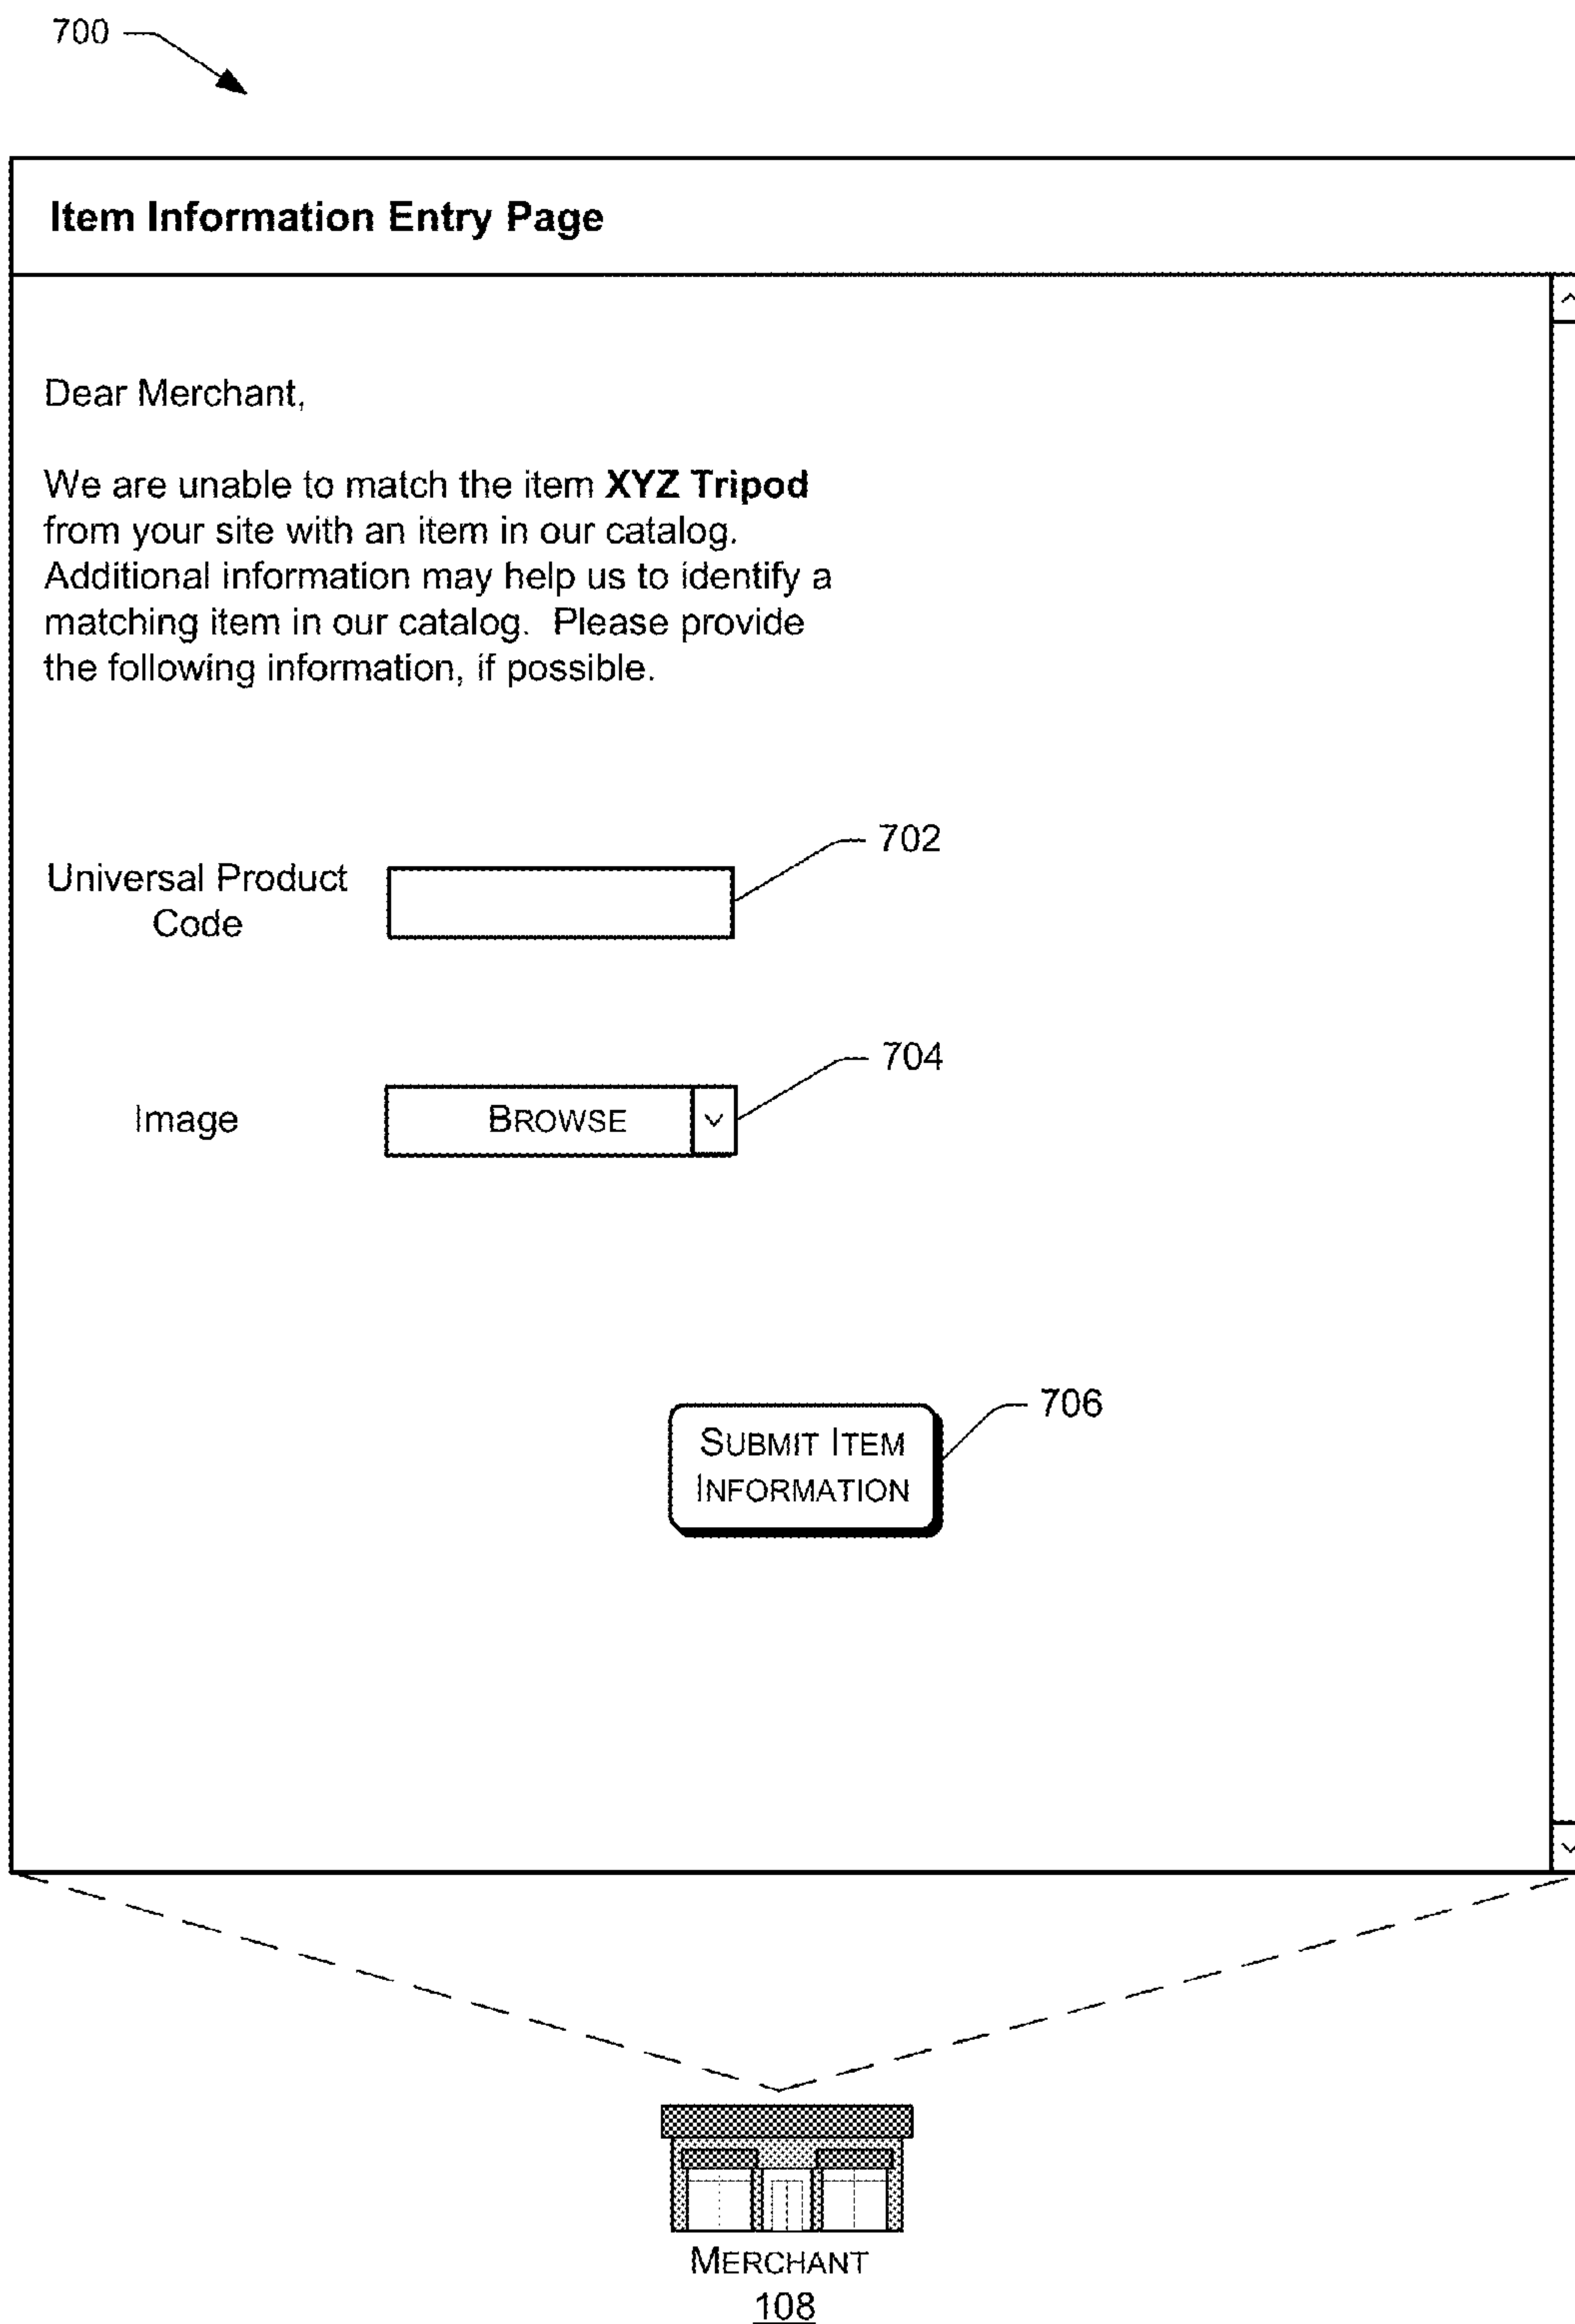 700
Item Information Entry Page
Dear Merchant,
We are unable to match the item XYZ Tripod
from your site with an item in our catalog.
Additional information may help us to identify a
matching item in our catalog.  Please provide
the following information, if possible.
702
Universal Product
Code
704
Image
BROWSE
706
SUBMIT ITEM
INFORMATION
MERCHANT
108